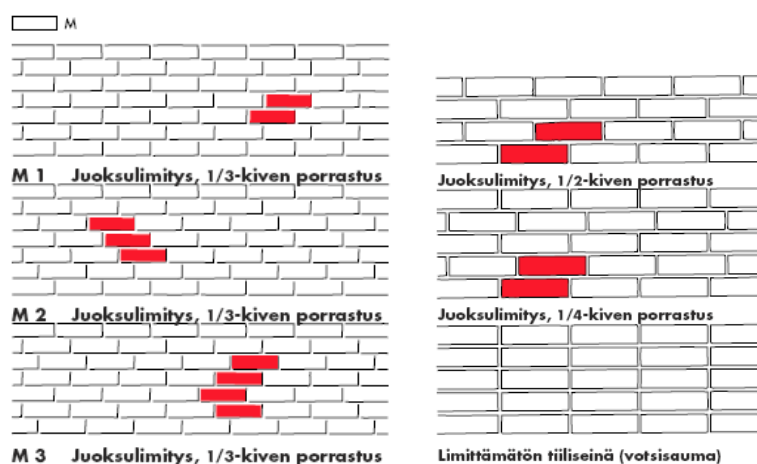 M
M 1 Juoksulimitys, 1/3-kiven porrastus
M 2 Juoksulimitys, 1/3-kiven porrastus
M 3 Juoksulimitys, 1/3-kiven porrastus
Juoksulimitys, 1/2-kiven porrastus
Juoksulimitys, 1/4-kiven porrastus
Limittämätön tiiliseinä (votsisauma)